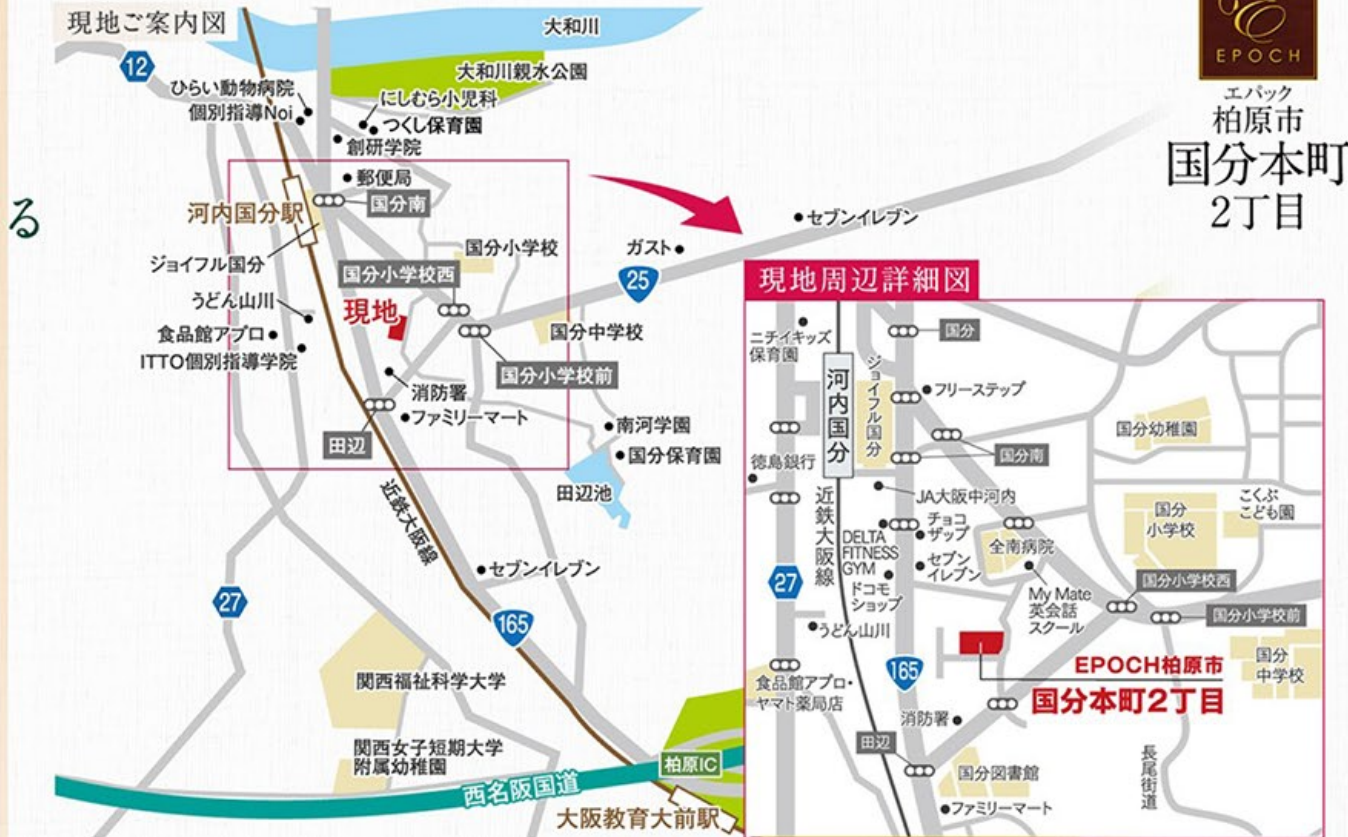 現地ご案内図
大和川
12
大和川親水公園
ひらい動物病院
個別指導Noi
にしむら小児科
つくし保育園
創研学院
郵便局
国分南
河内国分駅
国分小学校
ジョイフル国分
国分小学校西
うどん山川
現地
食品館アプロ
ITTO個別指導学院
国分中学校
国分小学校前
消防署
ファミリーマート
田辺
南河学園
国分保育園
田辺池
近鉄大阪線
セブンイレブン
27
165
関西福祉科学大学
関西女子短期大学
附属幼稚園
柏原IC
西名阪国道
大阪教育大前駅
る
セブンイレブン
ガスト
25
E
EPOCH
エパック
柏原市
国分本町
2丁目
現地周辺詳細図
ニチイキッズ
保育園
国分
河内国分
ジョイフル国分
フリーステップ
国分幼稚園
国分南
徳島銀行
JA大阪中河内
近鉄大阪線
DELTA
FITNESS
GYM
チョコ
ザップ
セブン
イレブン
ドコモ
ショップ
全南病院
My Mate
英会話
スクール
国分
小学校
こくぶ
こども園
国分小学校西
国分小学校前
27
うどん山川
165
EPOCH柏原市
国分本町2丁目
国分
中学校
食品館アプロ・
ヤマト薬局店
消防署
田辺
国分図書館
ファミリーマート
長尾街道